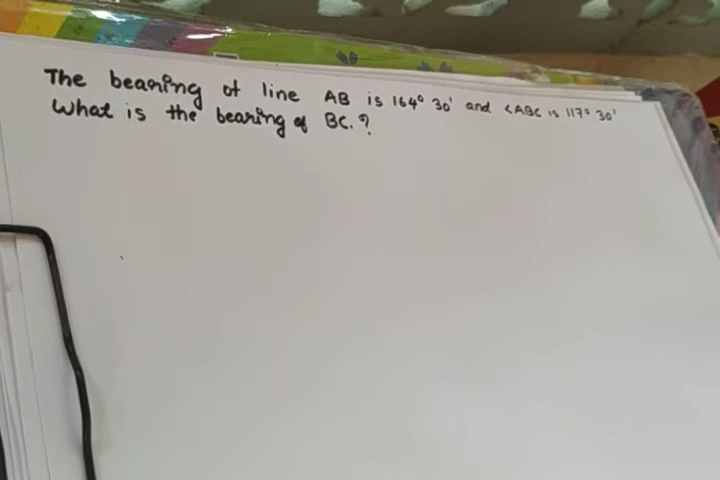 The bearing of line AB is 164° 30' and <ABC is 117° 30'
What is the bearing of BC.?